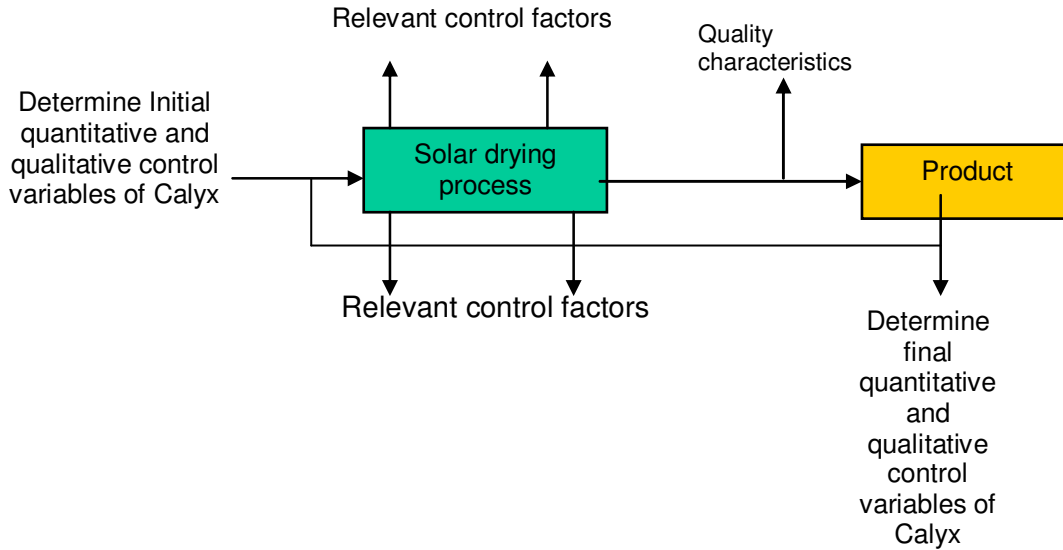 Relevant control factors
Quality
characteristics
Determine Initial
quantitative and
qualitative control
variables of Calyx
Solar drying
process
Product
Relevant control factors
Determine
final
quantitative
and
qualitative
control
variables of
Calyx